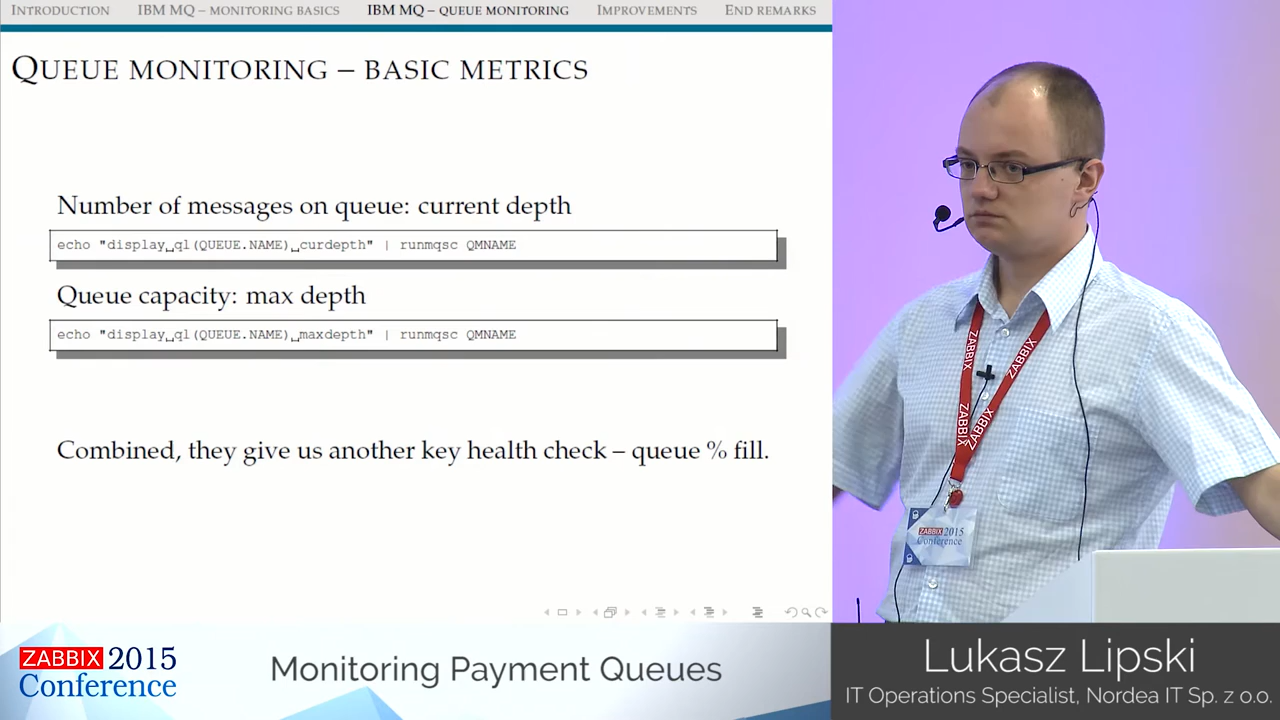 INTRODUCTION IBM MQ – MONITORING BASICS IBM MQ – QUEUE MONITORING IMPROVEMENTS END REMARKS
QUEUE MONITORING – BASIC METRICS
Number of messages on queue: current depth
echo "display␣ql(QUEUE.NAME)␣curdepth" | runmqsc QMNAME
Queue capacity: max depth
echo "display␣ql(QUEUE.NAME)␣maxdepth" | runmqsc QMNAME
Combined, they give us another key health check – queue % fill.
ZABBIX
ZABBIX
ZABBIX
ZABBIX
ZABBIX 2015
Conference
ZABBIX 2015
Conference
Monitoring Payment Queues
Lukasz Lipski
IT Operations Specialist, Nordea IT Sp. z o.o.